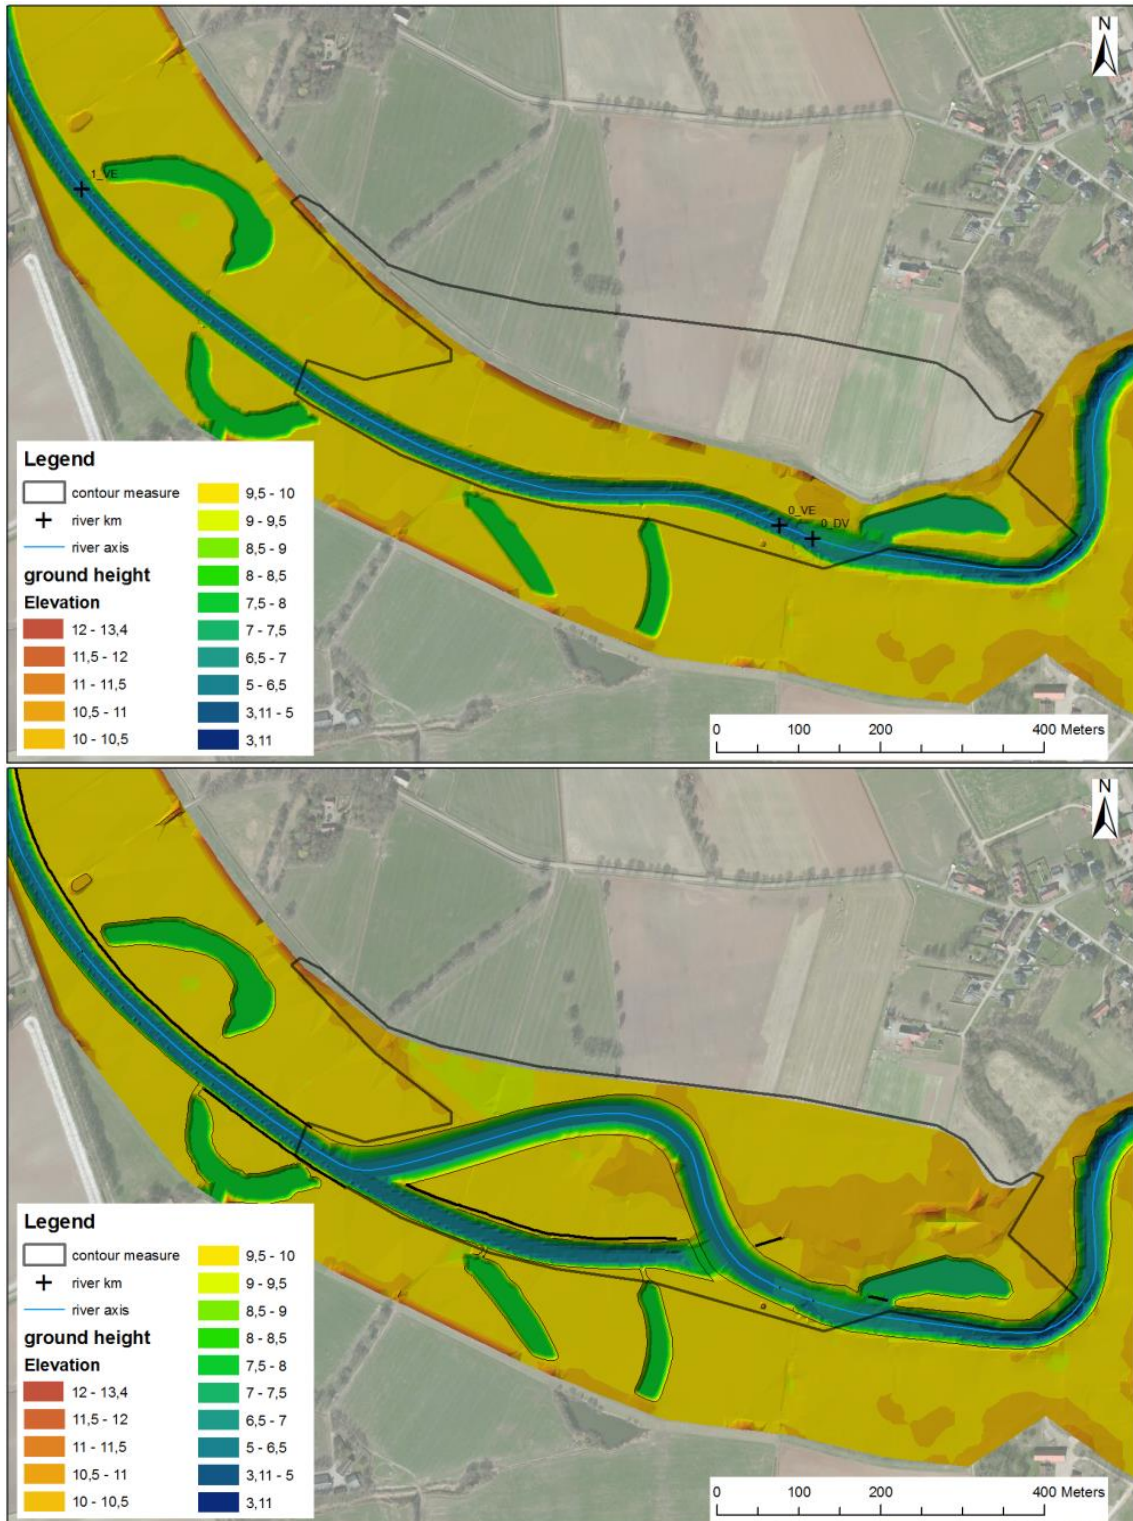 N
1_VE
0_VE
0_DV
Legend
contour measure
river km
river axis
ground height
Elevation
12 - 13,4
11,5 - 12
11 - 11,5
10,5 - 11
10 - 10,5
9,5 - 10
9 - 9,5
8,5 - 9
8 - 8,5
7,5 - 8
7 - 7,5
6,5 - 7
5 - 6,5
3,11 - 5
3,11
0 100 200 400 Meters
N
Legend
contour measure
river km
river axis
ground height
Elevation
12 - 13,4
11,5 - 12
11 - 11,5
10,5 - 11
10 - 10,5
9,5 - 10
9 - 9,5
8,5 - 9
8 - 8,5
7,5 - 8
7 - 7,5
6,5 - 7
5 - 6,5
3,11 - 5
3,11
0 100 200 400 Meters